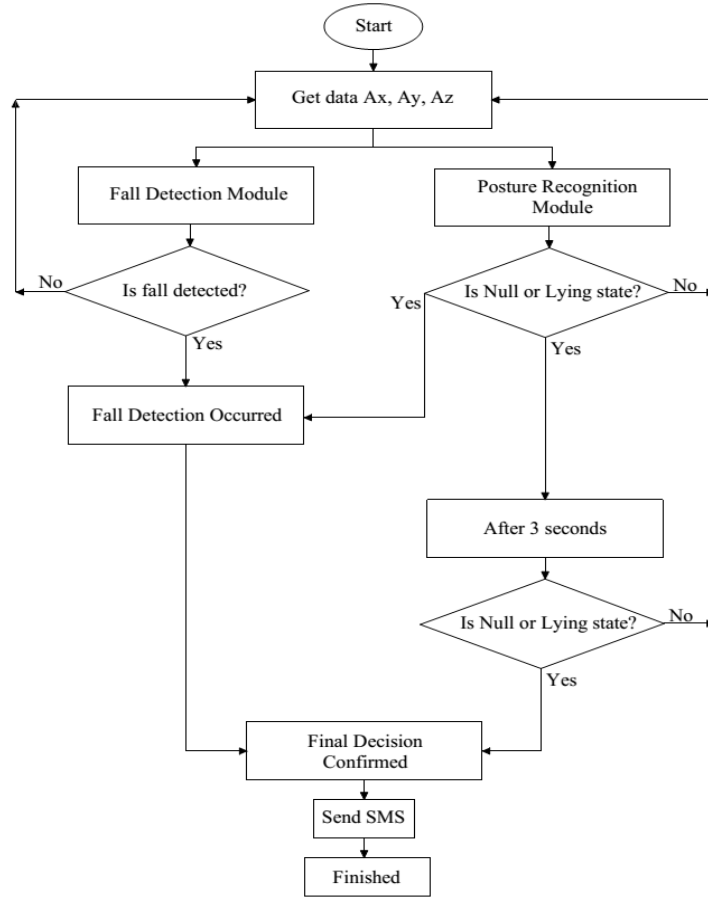 Start
Get data Ax, Ay, Az
Fall Detection Module
Posture Recognition
Module
No
Is fall detected?
Yes
Is Null or Lying state?
No
Yes
Yes
Fall Detection Occurred
After 3 seconds
Is Null or Lying state?
No
Yes
Final Decision
Confirmed
Send SMS
Finished